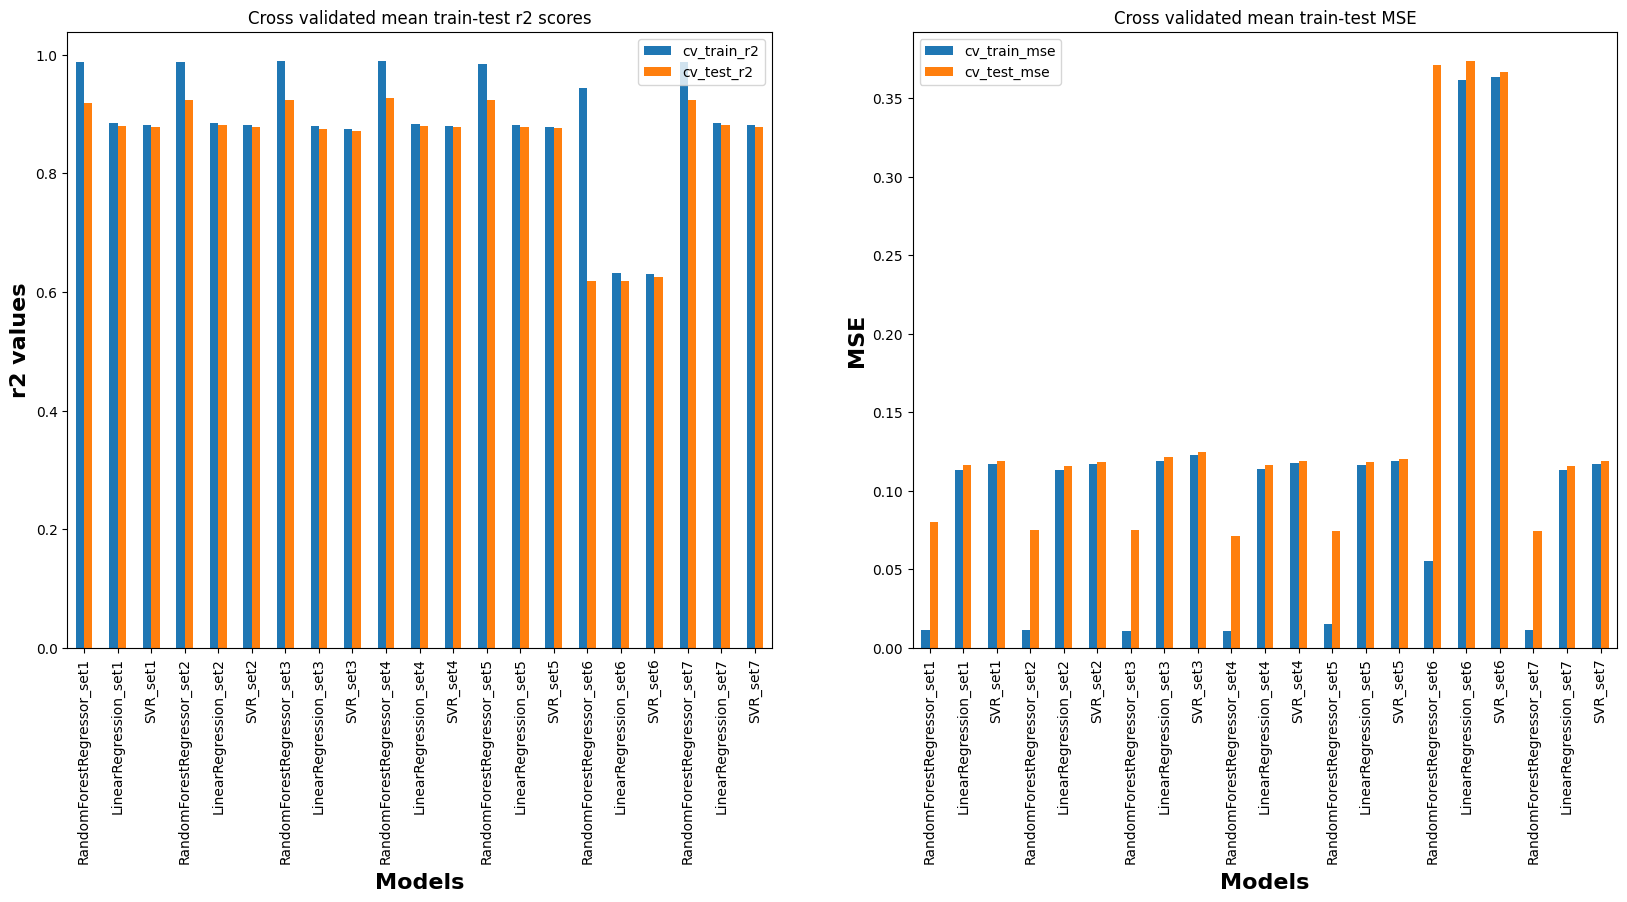 Cross validated mean train-test r2 scores
cv_train_r2
cv_test_r2
1.0
0.8
0.6
0.4
0.2
0.0
r2 values
RandomForestRegressor_set1
LinearRegression_set1
SVR_set1
RandomForestRegressor_set2
LinearRegression_set2
SVR_set2
RandomForestRegressor_set3
LinearRegression_set3
SVR_set3
RandomForestRegressor_set4
LinearRegression_set4
SVR_set4
RandomForestRegressor_set5
LinearRegression_set5
SVR_set5
RandomForestRegressor_set6
LinearRegression_set6
SVR_set6
RandomForestRegressor_set7
LinearRegression_set7
SVR_set7
Models
Cross validated mean train-test MSE
cv_train_mse
cv_test_mse
0.35
0.30
0.25
0.20
0.15
0.10
0.05
0.00
MSE
RandomForestRegressor_set1
LinearRegression_set1
SVR_set1
RandomForestRegressor_set2
LinearRegression_set2
SVR_set2
RandomForestRegressor_set3
LinearRegression_set3
SVR_set3
RandomForestRegressor_set4
LinearRegression_set4
SVR_set4
RandomForestRegressor_set5
LinearRegression_set5
SVR_set5
RandomForestRegressor_set6
LinearRegression_set6
SVR_set6
RandomForestRegressor_set7
LinearRegression_set7
SVR_set7
Models